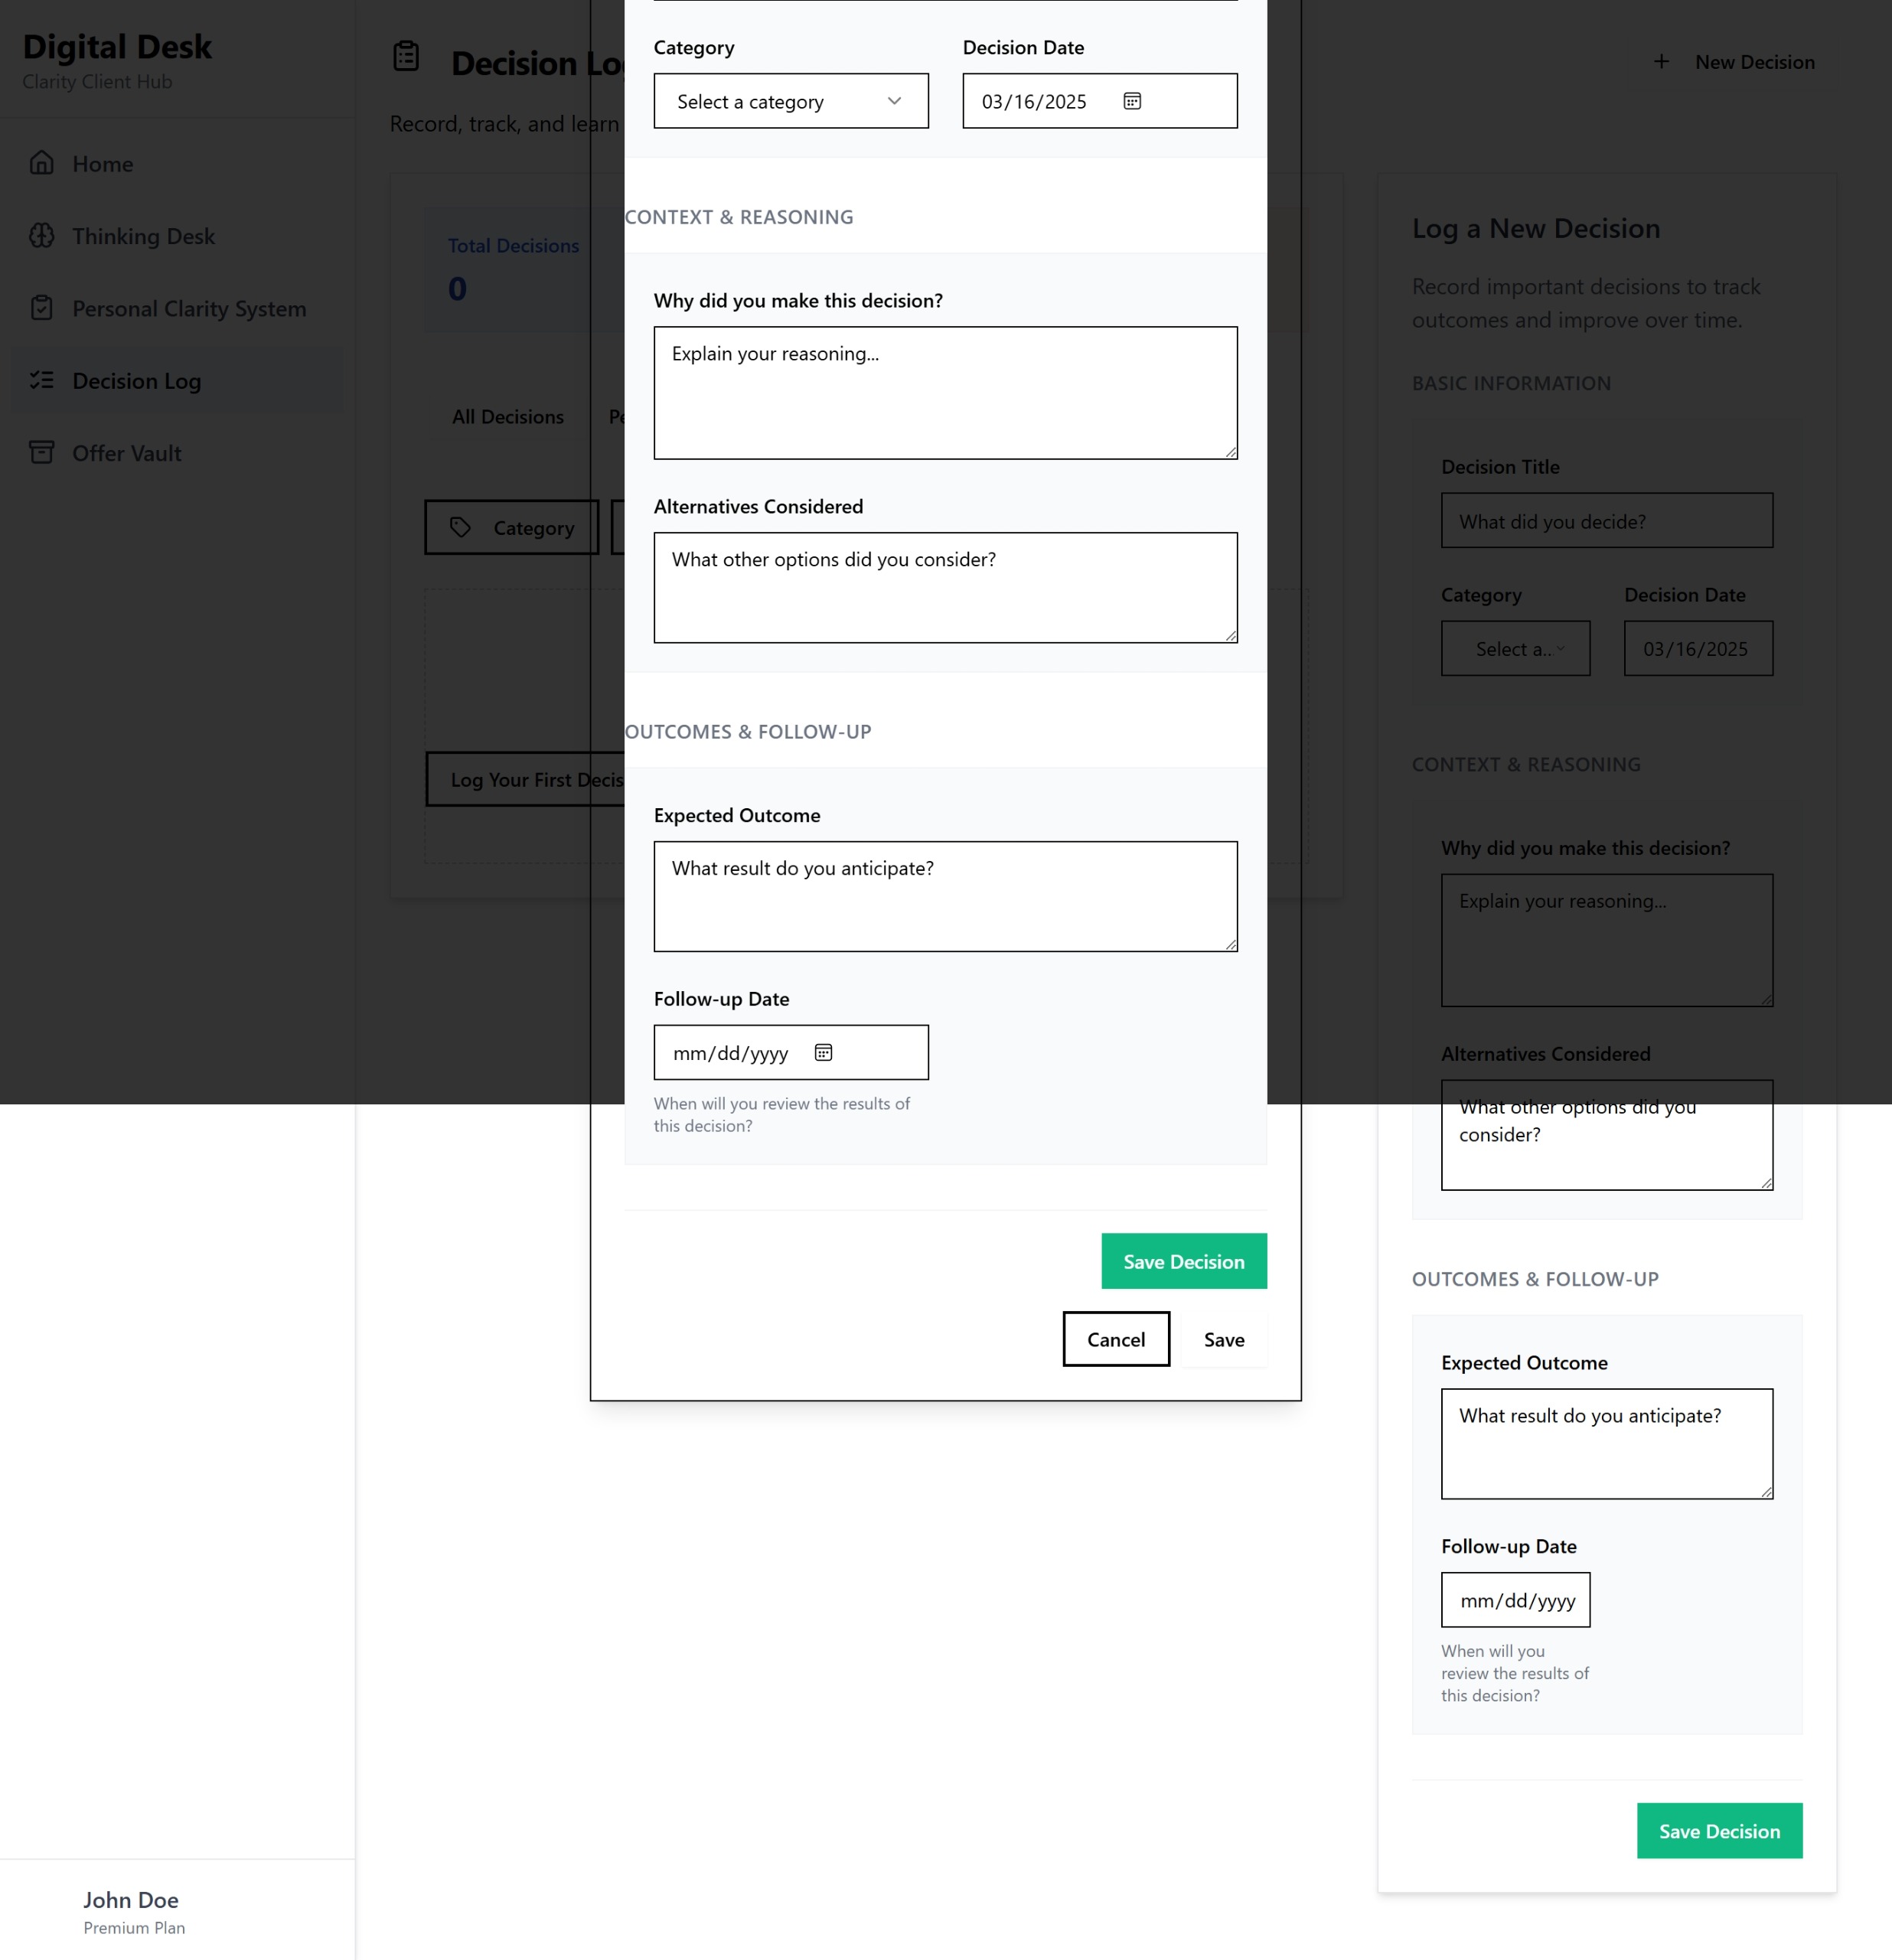 Digital Desk
Clarity Client Hub
Home
Thinking Desk
Personal Clarity System
Decision Log
Offer Vault
John Doe
Premium Plan
Decision Lo
New Decision
Record, track, and learn
Total Decisions
0
All Decisions
Pe
Category
Log Your First Decis
Category
Decision Date
Select a category
03/16/2025
CONTEXT & REASONING
Why did you make this decision?
Explain your reasoning...
Alternatives Considered
What other options did you consider?
OUTCOMES & FOLLOW-UP
Expected Outcome
What result do you anticipate?
Follow-up Date
mm/dd/yyyy
When will you review the results of
this decision?
Save Decision
Cancel
Save
Log a New Decision
Record important decisions to track
outcomes and improve over time.
BASIC INFORMATION
Decision Title
What did you decide?
Category
Decision Date
Select a..
03/16/2025
CONTEXT & REASONING
Why did you make this decision?
Explain your reasoning...
Alternatives Considered
What other options did you
consider?
OUTCOMES & FOLLOW-UP
Expected Outcome
What result do you anticipate?
Follow-up Date
mm/dd/yyyy
When will you
review the results of
this decision?
Save Decision